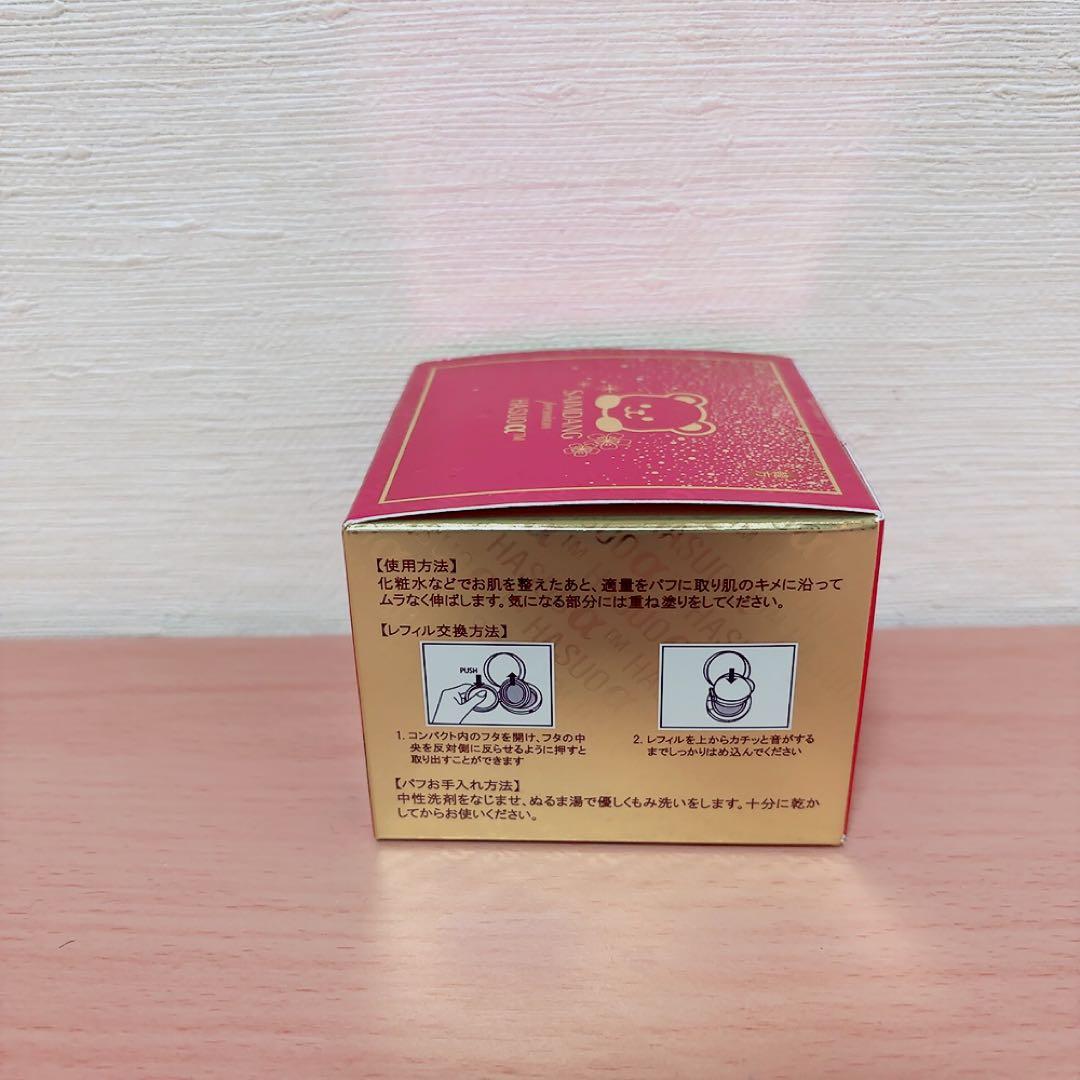 SAIMDANG
HASUOα™
韓方
【使用方法】
化粧水などでお肌を整えたあと、適量をパフに取り肌のキメに沿って
ムラなく伸ばします。気になる部分には重ね塗りをしてください。
【レフィル交換方法】
PUSH
1. コンパクト内のフタを開け、フタの中
央を反対側に反らせるように押すと
取り出すことができます
2. レフィルを上からカチッと音がする
までしっかりはめ込んでください
【パフお手入れ方法】
中性洗剤をなじませ、ぬるま湯で優しくもみ洗いをします。十分に乾か
してからお使いください。